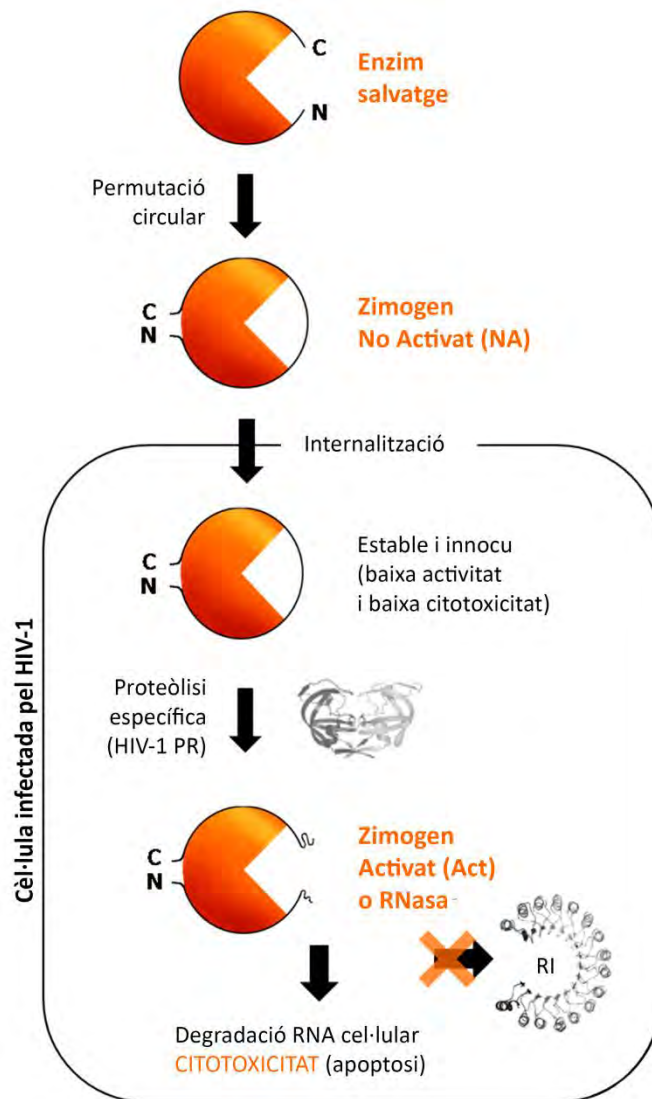 C
N
Enzim
salvatge
Permutació
circular
C
N
Zimogen
No Activat (NA)
Internalització
C
N
Estable i innocu
(baixa activitat
i baixa citotoxicitat)
Cèl·lula infectada pel HIV-1
Proteòlisi
específica
(HIV-1 PR)
C
N
Zimogen
Activat (Act)
o RNasa
RI
Degradació RNA cel·lular
CITOTOXICITAT (apoptosi)